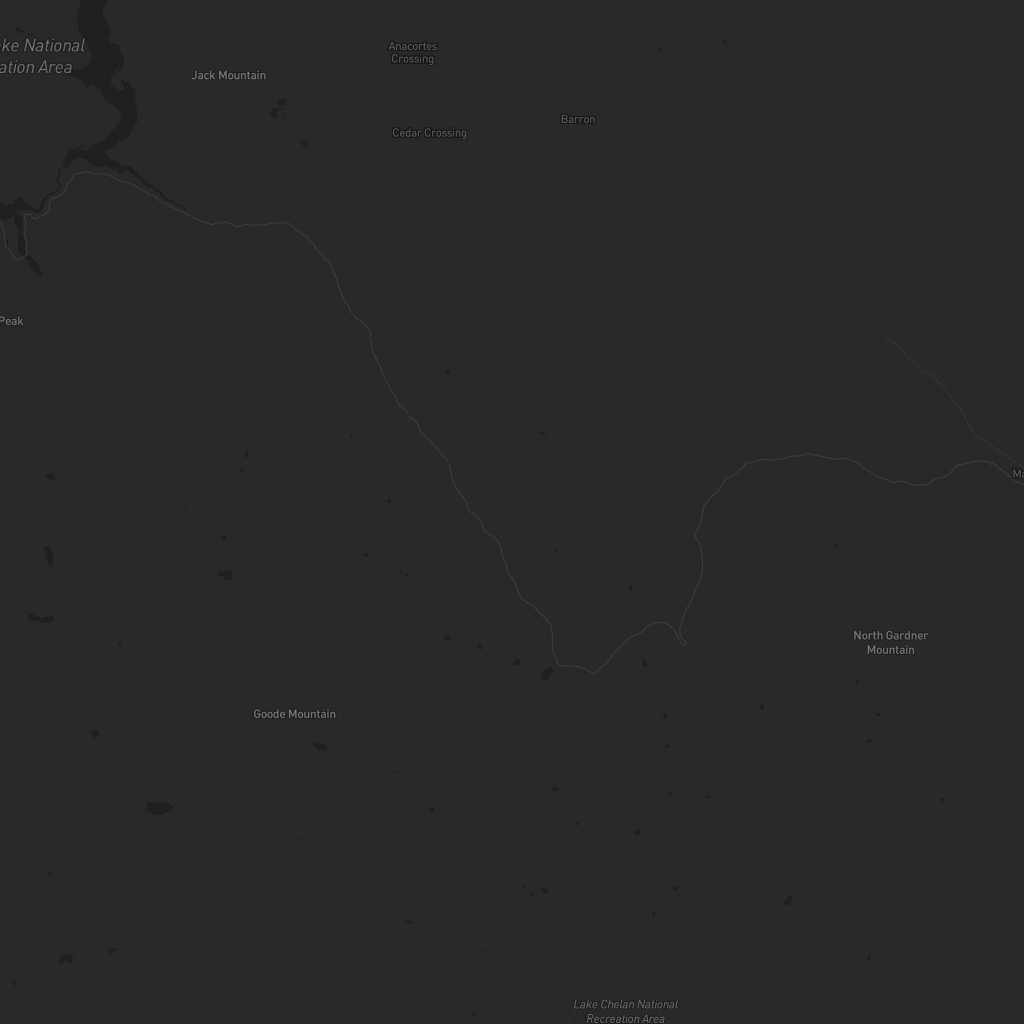 ke National
ation Area
Anacortes
Crossing
Jack Mountain
Barron
Cedar Crossing
Peak
Ma
North Gardner
Mountain
Goode Mountain
Lake Chelan National
Recreation Area